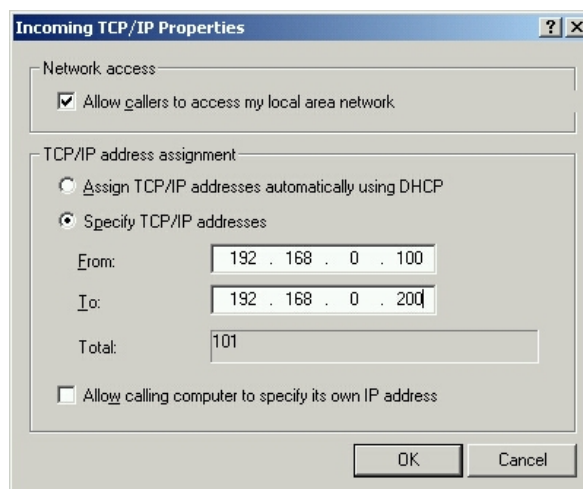 Incoming TCP/IP Properties
Network access
Allow callers to access my local area network
TCP/IP address assignment
Assign TCP/IP addresses automatically using DHCP
Specify TCP/IP addresses
From: 192 . 168 . 0 . 100
To: 192 . 168 . 0 . 200
Total: 101
Allow calling computer to specify its own IP address
OK Cancel